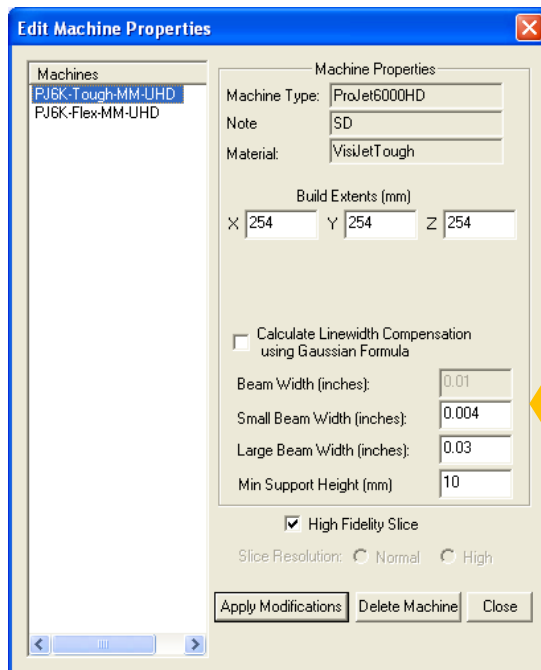 Edit Machine Properties
Machines
PJ6K-Tough-MM-UHD
PJ6K-Flex-MM-UHD
Machine Properties
Machine Type: ProJet6000HD
Note SD
Material: VisiJetTough
Build Extents (mm)
X 254 Y 254 Z 254
Calculate Linewidth Compensation
using Gaussian Formula
Beam Width (inches): 0.01
Small Beam Width (inches): 0.004
Large Beam Width (inches): 0.03
Min Support Height (mm) 10
High Fidelity Slice
Slice Resolution: Normal High
Apply Modifications Delete Machine Close